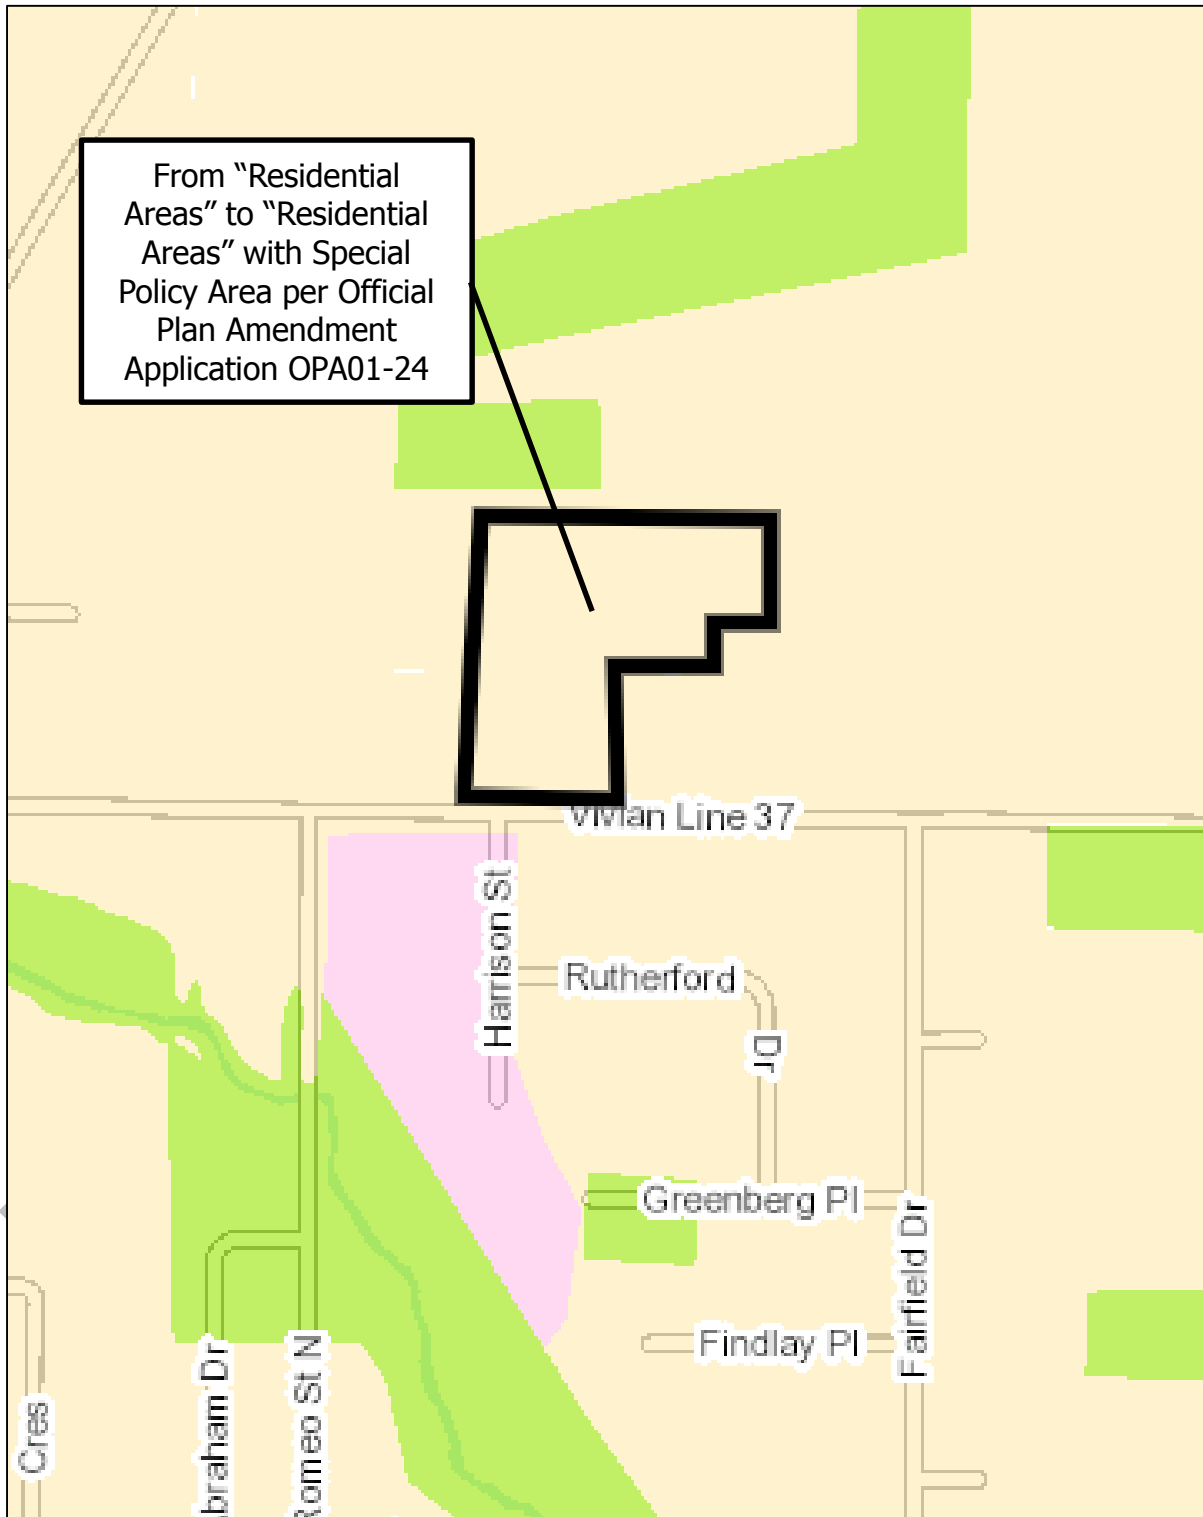 From “Residential
Areas” to “Residential
Areas” with Special
Policy Area per Official
Plan Amendment
Application OPA01-24
Vivian Line 37
Harrison St
Rutherford
Dr
Greenberg Pl
Fairfield Dr
Findlay Pl
Abraham Dr
Romeo St N
Cres